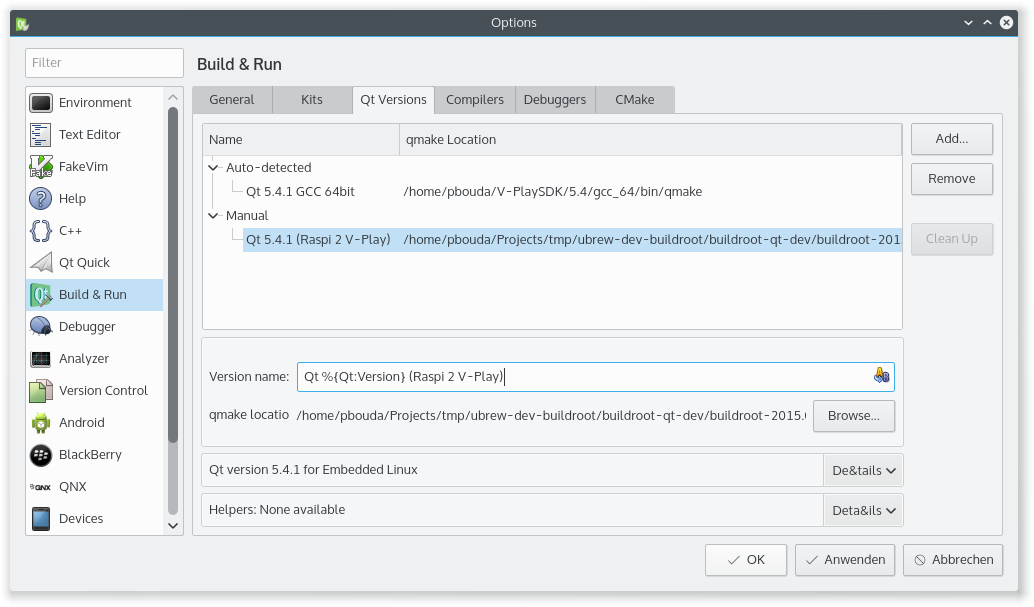 Options
Filter
Build & Run
Environment
Text Editor
FakeVim
Help
C++
Qt Quick
Build & Run
Debugger
Analyzer
Version Control
Android
BlackBerry
QNX
Devices
General Kits Qt Versions Compilers Debuggers CMake
Name qmake Location
Auto-detected
Qt 5.4.1 GCC 64bit /home/pbouda/V-PlaySDK/5.4/gcc_64/bin/qmake
Manual
Qt 5.4.1 (Raspi 2 V-Play) /home/pbouda/Projects/tmp/ubrew-dev-buildroot/buildroot-qt-dev/buildroot-201
Add...
Remove
Clean Up
Version name: Qt %{Qt:Version} (Raspi 2 V-Play)
qmake locatio /home/pbouda/Projects/tmp/ubrew-dev-buildroot/buildroot-qt-dev/buildroot-2015. Browse...
Qt version 5.4.1 for Embedded Linux De&tails
Helpers: None available Deta&ils
OK Anwenden Abbrechen